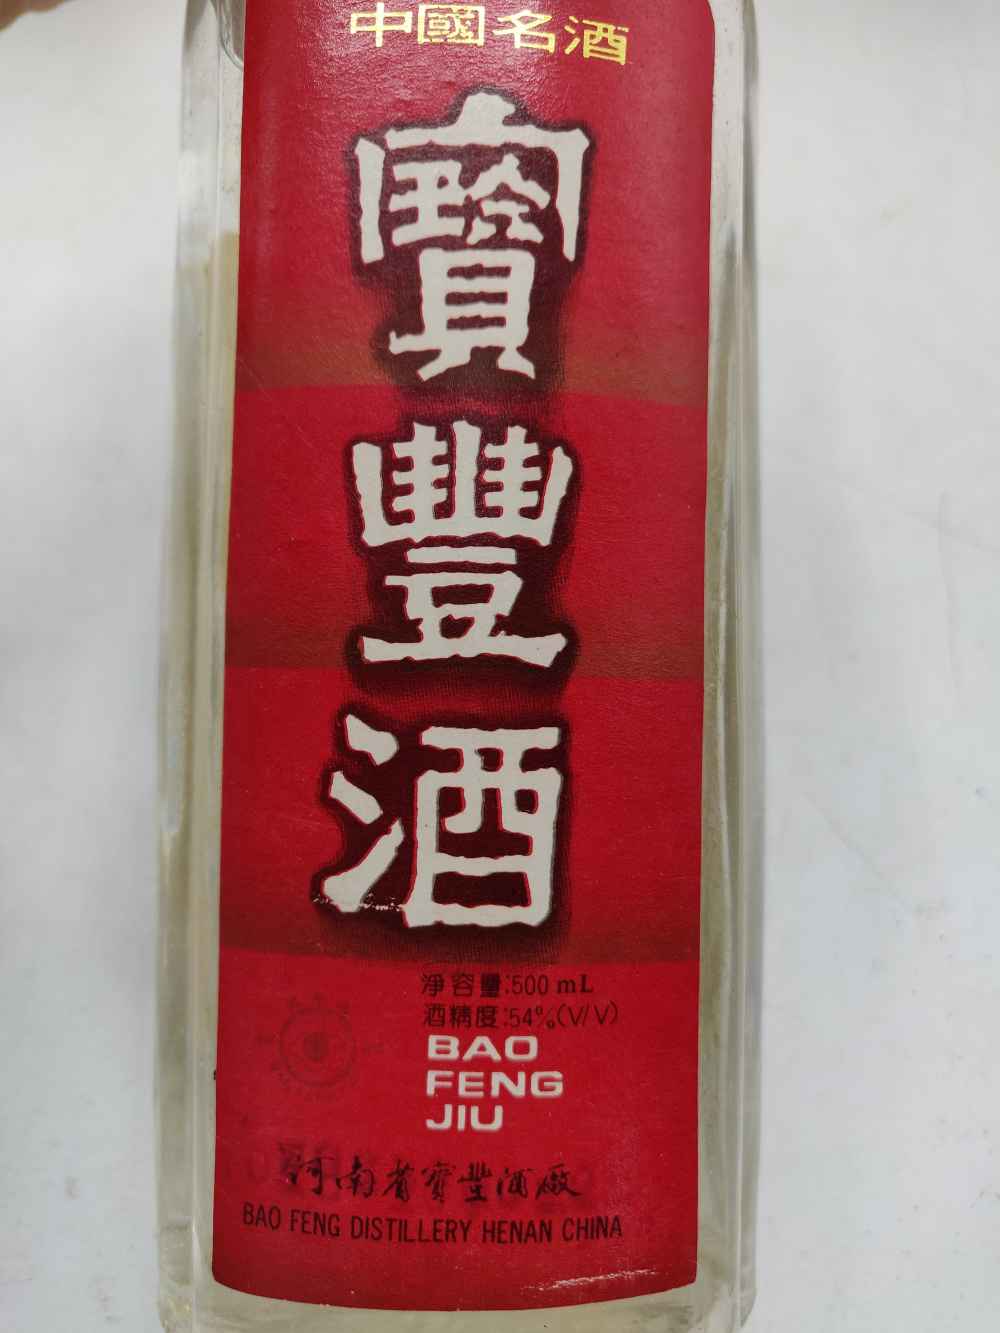 中國名酒
寶豐酒
淨容量:500 mL
酒精度:54%(V/V)
BAO
FENG
JIU
河南省寶豐酒廠
BAO FENG DISTILLERY HENAN CHINA